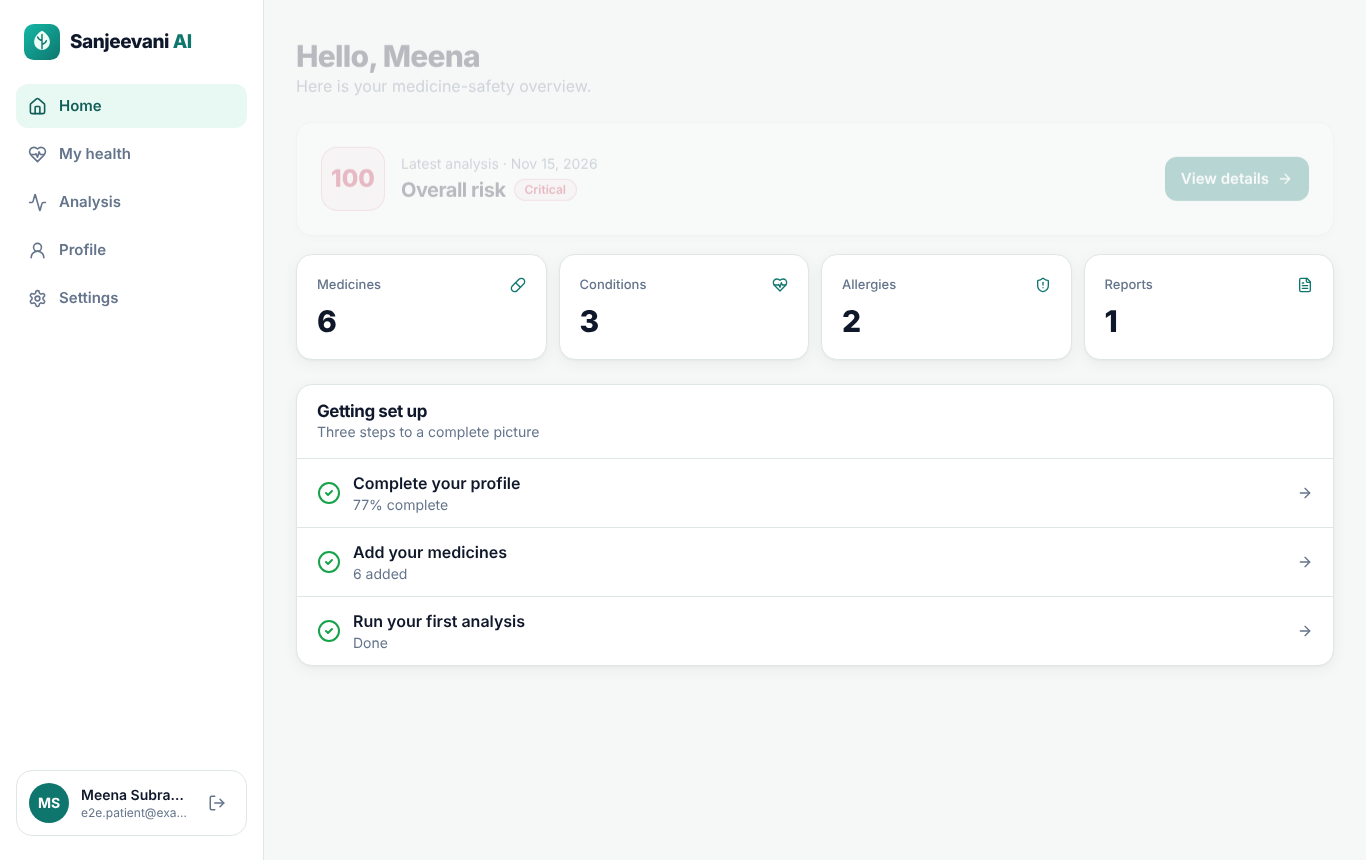 Sanjeevani AI
Home
My health
Analysis
Profile
Settings
Meena Subra...
MS
e2e.patient@exa...
Hello, Meena
Here is your medicine-safety overview.
100
Latest analysis · Nov 15, 2026
Overall risk Critical
View details
Medicines
6
Conditions
3
Allergies
2
Reports
1
Getting set up
Three steps to a complete picture
Complete your profile
77% complete
Add your medicines
6 added
Run your first analysis
Done